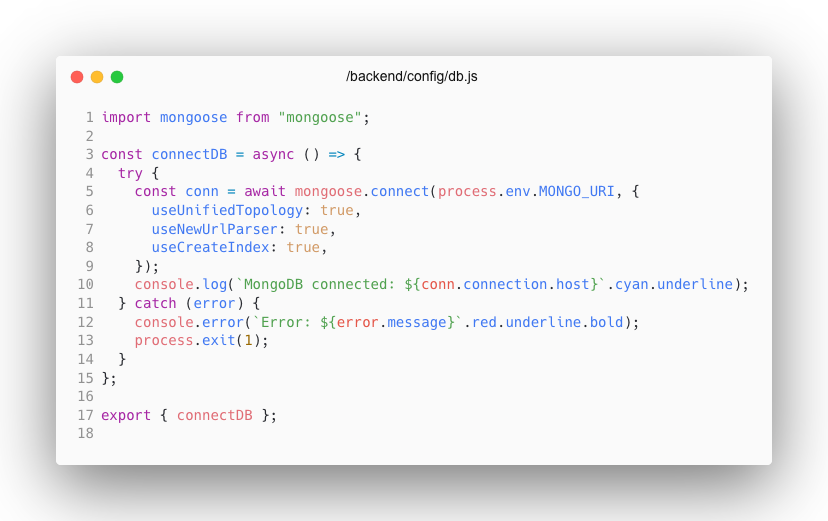 /backend/config/db.js
1 import mongoose from "mongoose";
2
3 const connectDB = async () => {
4   try {
5     const conn = await mongoose.connect(process.env.MONGO_URI, {
6       useUnifiedTopology: true,
7       useNewUrlParser: true,
8       useCreateIndex: true,
9     });
10     console.log(`MongoDB connected: ${conn.connection.host}`.cyan.underline);
11   } catch (error) {
12     console.error(`Error: ${error.message}`.red.underline.bold);
13     process.exit(1);
14   }
15 };
16
17 export { connectDB };
18